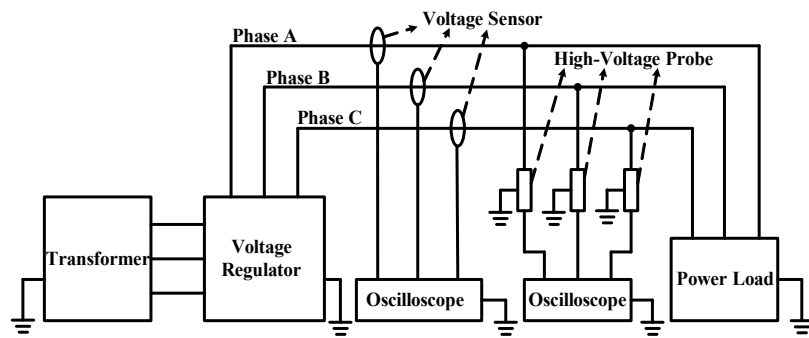 Voltage Sensor
Phase A
High-Voltage Probe
Phase B
Phase C
Transformer
Voltage
Regulator
Oscilloscope
Oscilloscope
Power Load